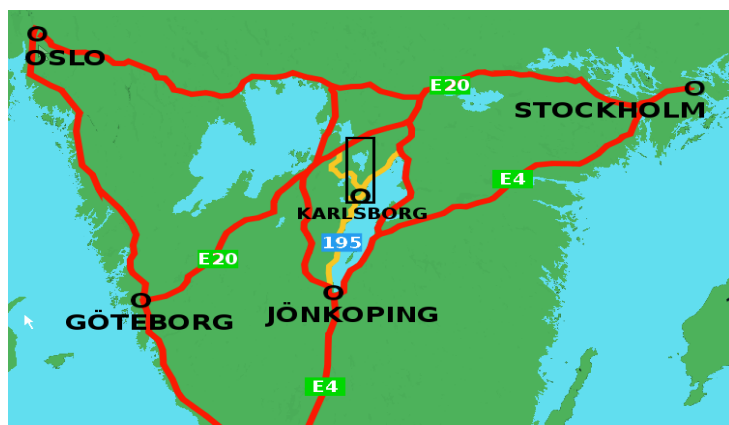 OSLO
E20
STOCKHOLM
E4
KARLSBORG
195
E20
JÖNKOPING
GÖTEBORG
E4